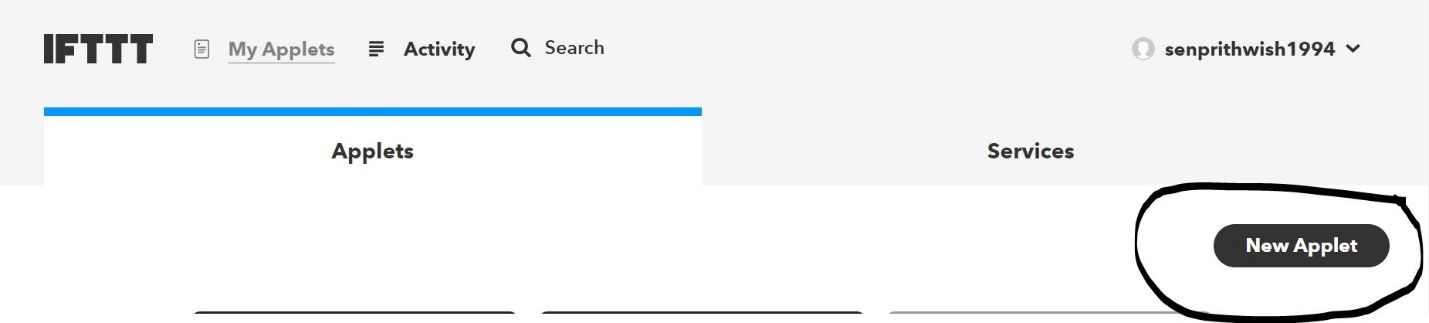 IFTTT My Applets Activity Search senprithwish1994
Applets Services
New Applet